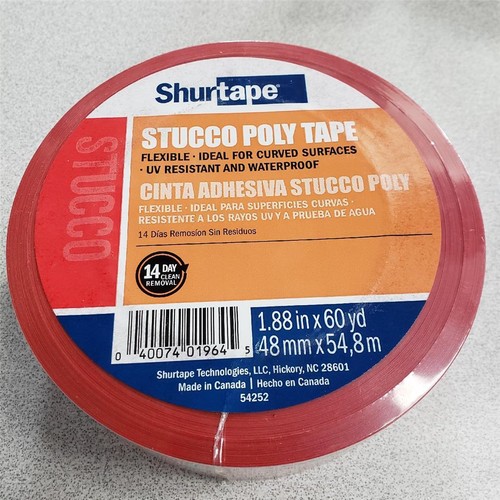 Shurtape
STUCCO
STUCCO POLY TAPE
FLEXIBLE · IDEAL FOR CURVED SURFACES
· UV RESISTANT AND WATERPROOF
CINTA ADHESIVA STUCCO POLY
FLEXIBLE · IDEAL PARA SUPERFICIES CURVAS ·
RESISTENTE A LOS RAYOS UV Y A PRUEBA DE AGUA
14 Días Remosíon Sin Residuos
14 DAY
CLEAN
REMOVAL
0 40074 01964 5
1.88 in x 60 yd
48 mm x 54,8 m
Shurtape Technologies, LLC, Hickory, NC 28601
Made in Canada | Hecho en Canada
54252